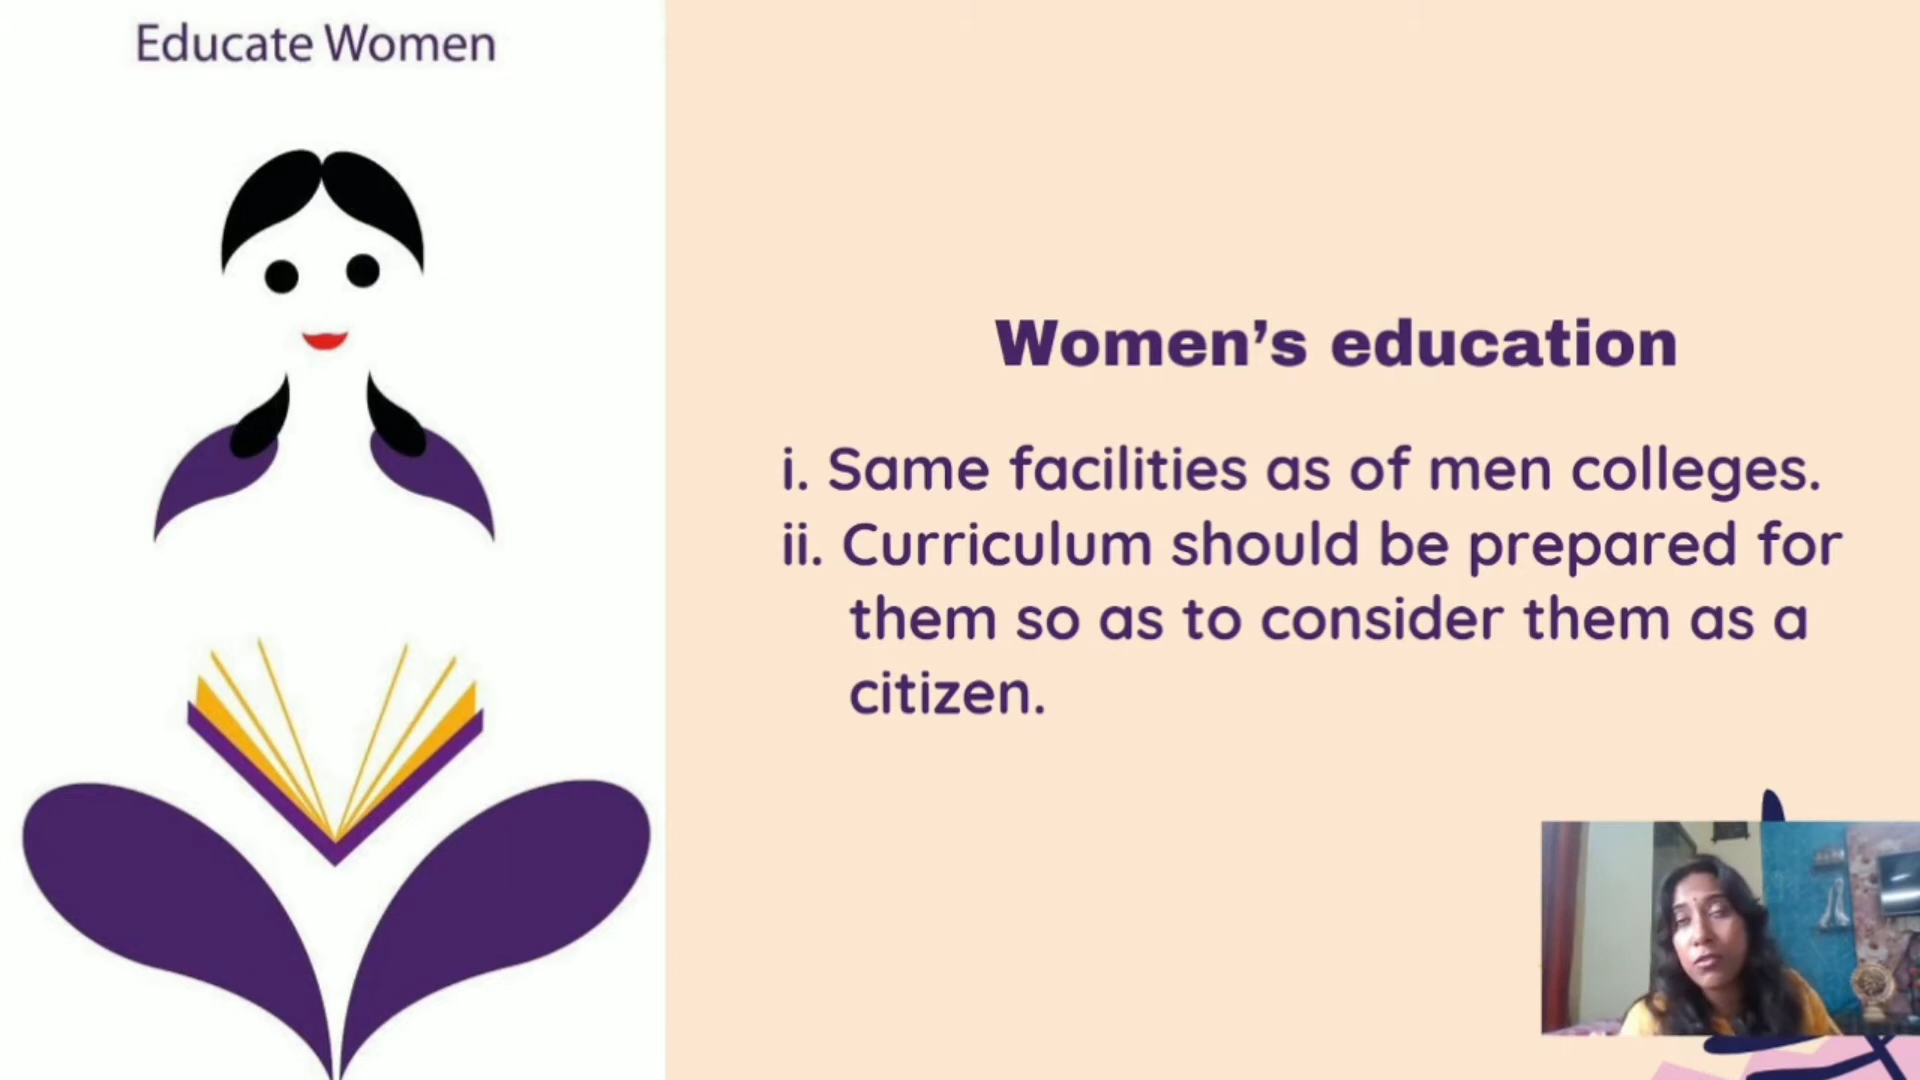 Educate Women
Women’s education
i. Same facilities as of men colleges.
ii. Curriculum should be prepared for
them so as to consider them as a
citizen.